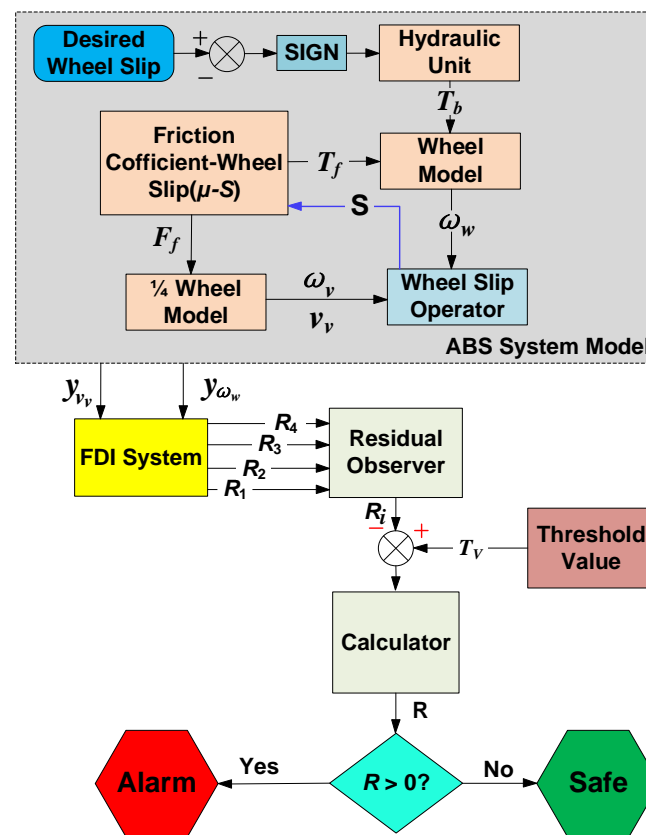 Desired
Wheel Slip
+
−
SIGN
Hydraulic
Unit
T_b
Friction
Cofficient-Wheel
Slip(μ-S)
T_f
Wheel
Model
S
ω_w
F_f
¼ Wheel
Model
ω_v
v_v
Wheel Slip
Operator
ABS System Model
y_{v_v}
y_{ω_w}
FDI System
R_4
R_3
R_2
R_1
Residual
Observer
R_i
−
+
T_V
Threshold
Value
Calculator
R
Alarm
Yes
R > 0?
No
Safe